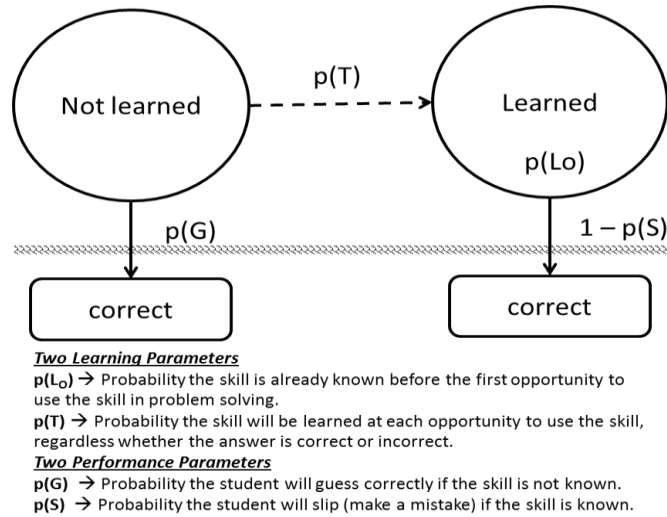 p(T)
Not learned
Learned
p(Lo)
p(G)
1 – p(S)
correct
correct
Two Learning Parameters
p(L₀) → Probability the skill is already known before the first opportunity to
use the skill in problem solving.
p(T) → Probability the skill will be learned at each opportunity to use the skill,
regardless whether the answer is correct or incorrect.
Two Performance Parameters
p(G) → Probability the student will guess correctly if the skill is not known.
p(S) → Probability the student will slip (make a mistake) if the skill is known.